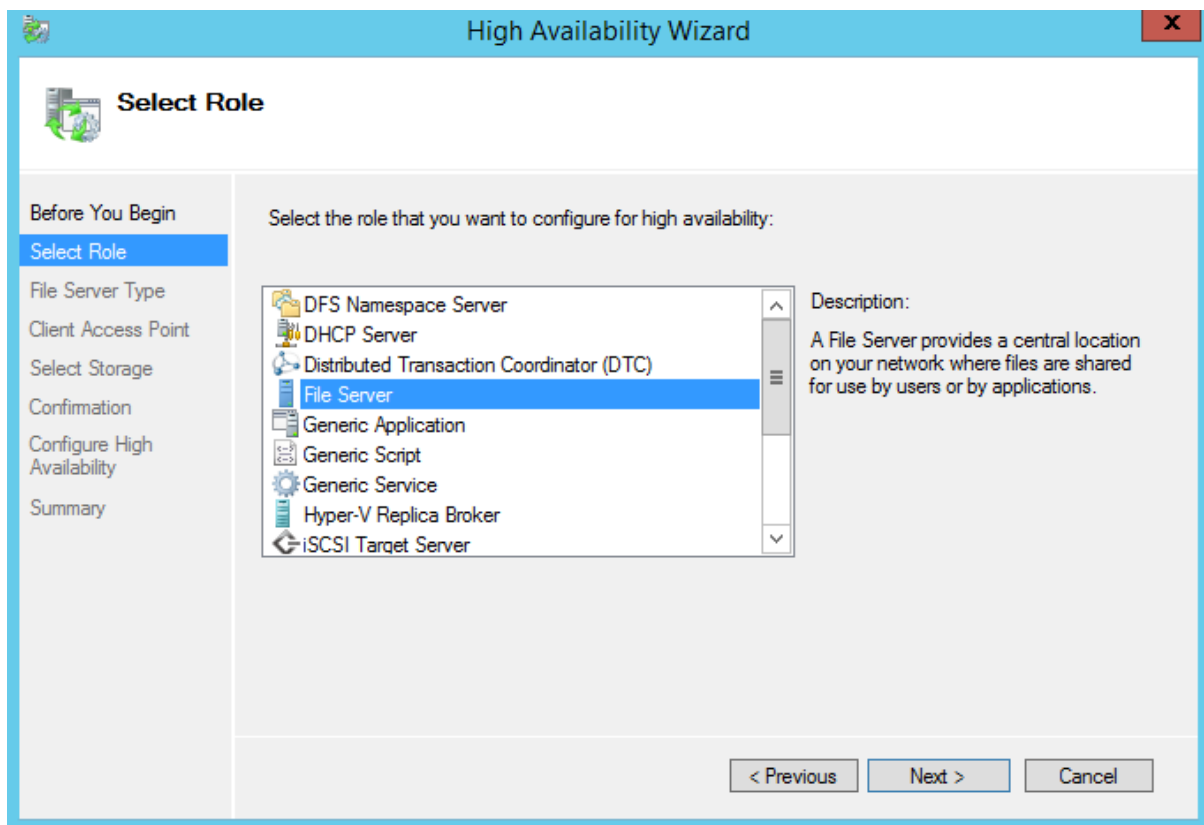 High Availability Wizard
x
Select Role
Before You Begin
Select Role
File Server Type
Client Access Point
Select Storage
Confirmation
Configure High
Availability
Summary
Select the role that you want to configure for high availability:
DFS Namespace Server
DHCP Server
Distributed Transaction Coordinator (DTC)
File Server
Generic Application
Generic Script
Generic Service
Hyper-V Replica Broker
iSCSI Target Server
Description:
A File Server provides a central location
on your network where files are shared
for use by users or by applications.
< Previous
Next >
Cancel